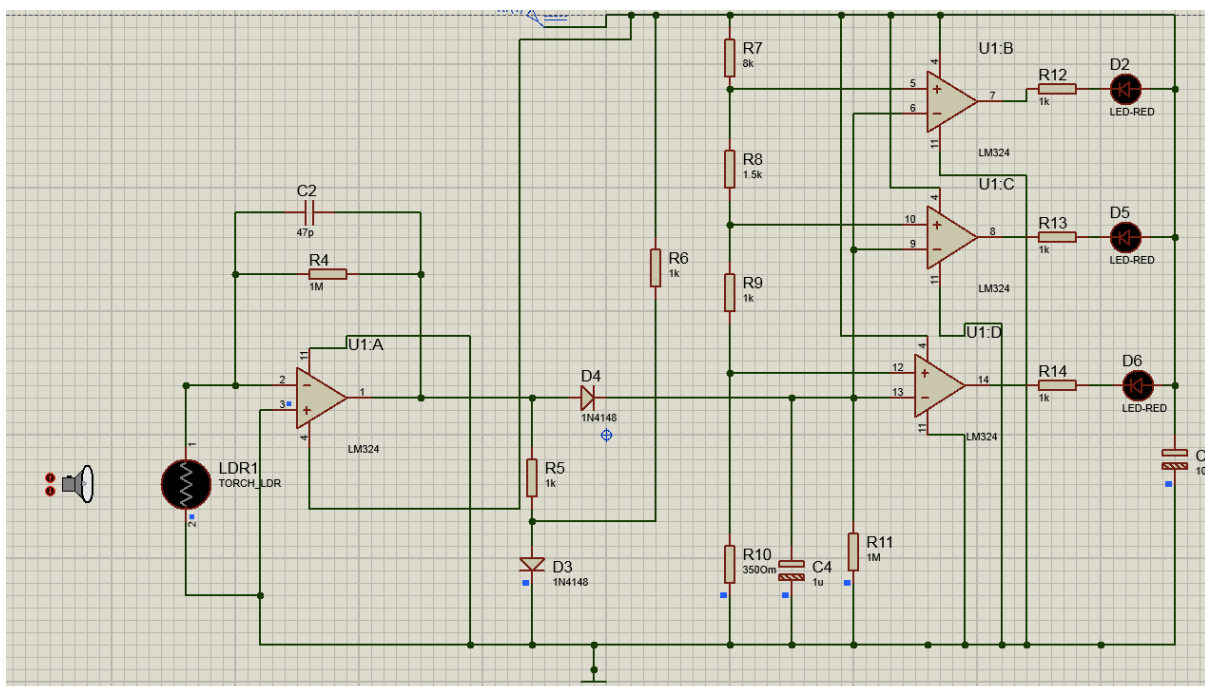 R7
8k
U1:B
4
5
6
7
11
LM324
R12
1k
D2
LED-RED
R8
1.5k
U1:C
4
10
9
8
11
LM324
R13
1k
D5
LED-RED
C2
47p
R4
1M
R6
1k
R9
1k
U1:A
11
2
3
1
4
LM324
D4
1N4148
U1:D
4
12
13
14
11
LM324
R14
1k
D6
LED-RED
1
LDR1
TORCH_LDR
2
R5
1k
D3
1N4148
R10
350Om
C4
1u
R11
1M
C
10